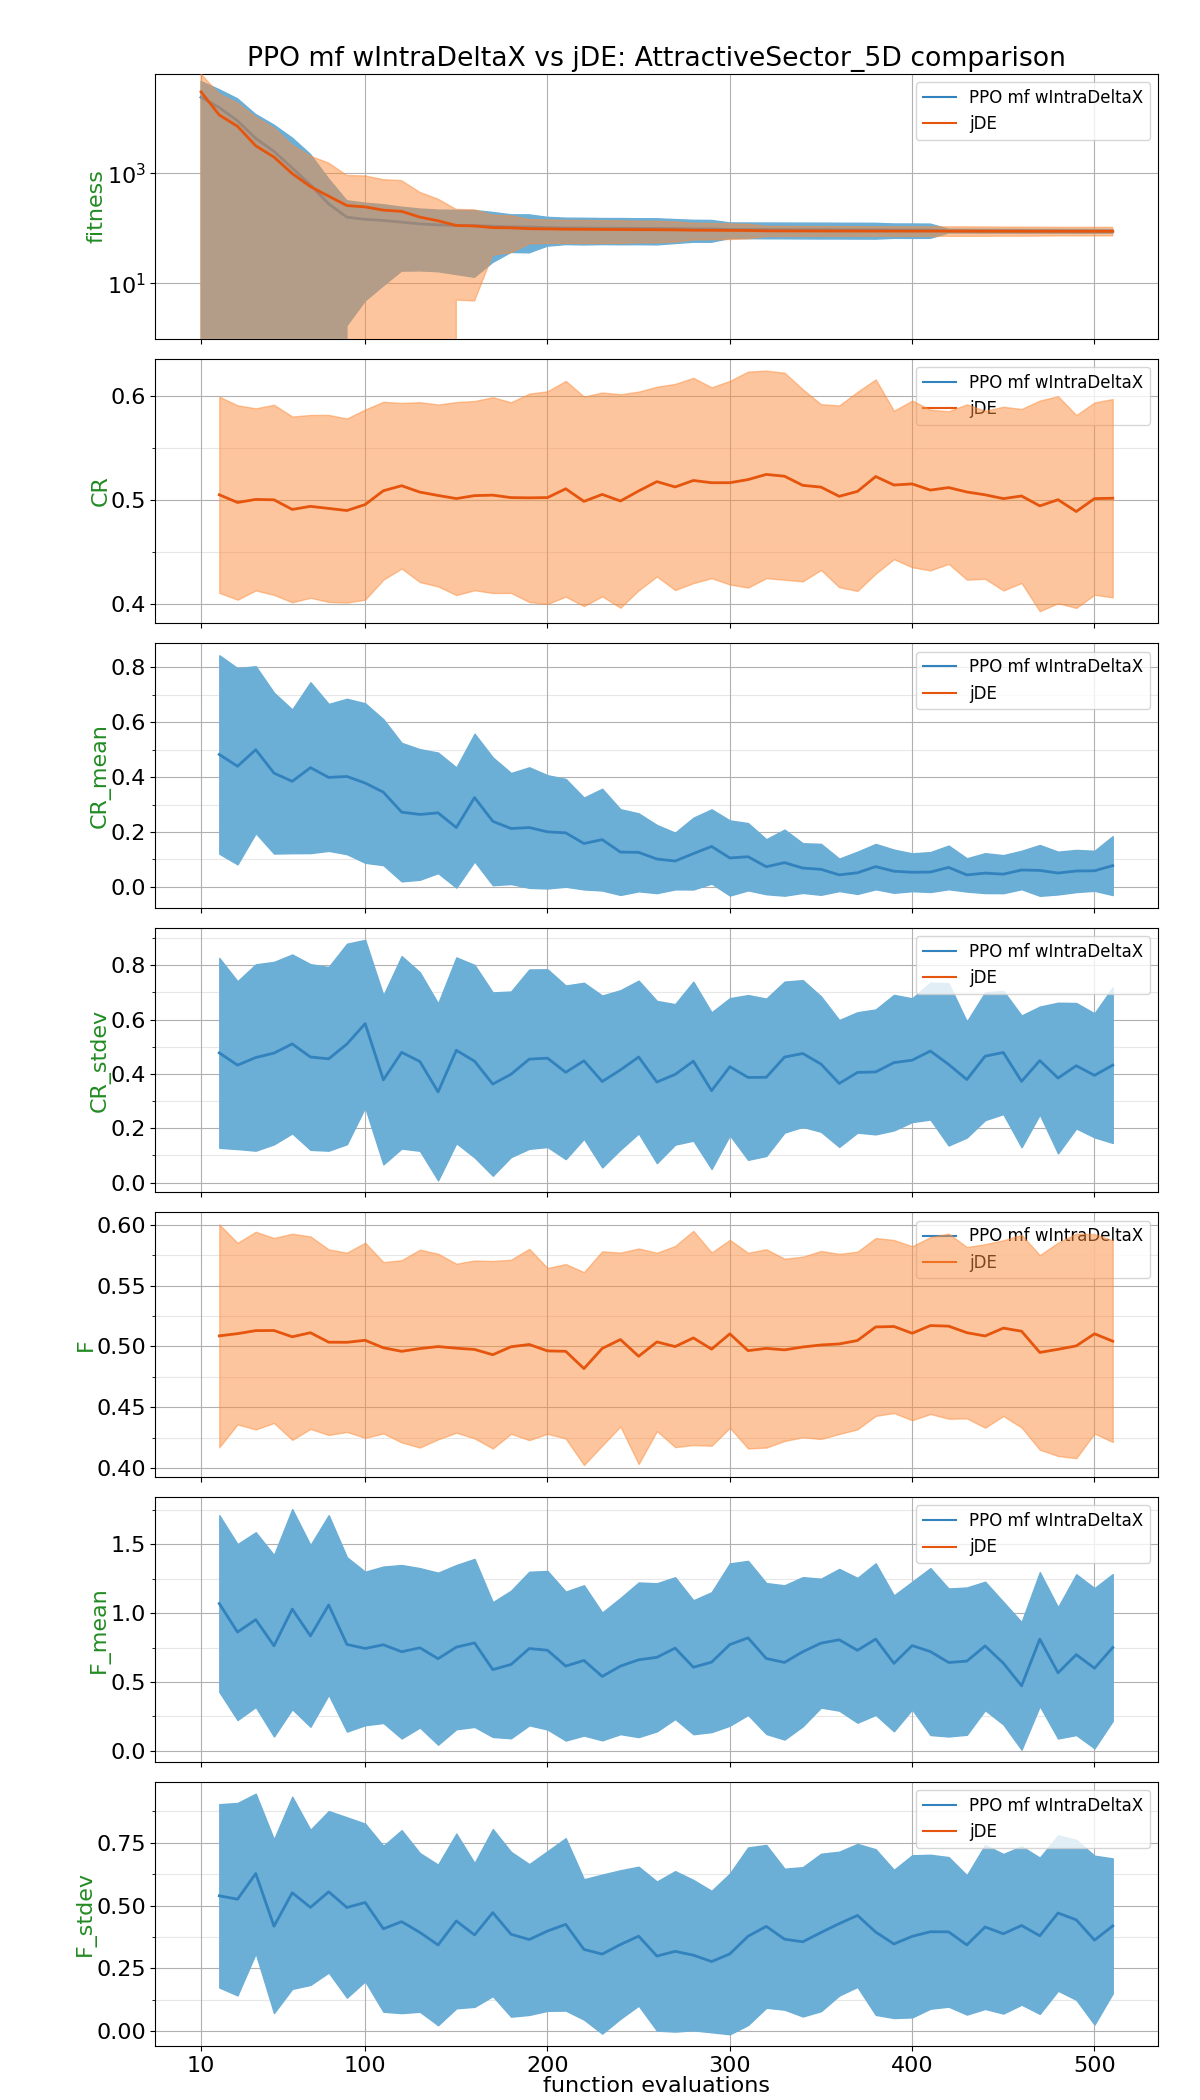 PPO mf wIntraDeltaX vs jDE: AttractiveSector_5D comparison
PPO mf wIntraDeltaX
jDE
10³
10¹
fitness
PPO mf wIntraDeltaX
jDE
0.6
0.5
0.4
CR
PPO mf wIntraDeltaX
jDE
0.8
0.6
0.4
0.2
0.0
CR_mean
PPO mf wIntraDeltaX
jDE
0.8
0.6
0.4
0.2
0.0
CR_stdev
PPO mf wIntraDeltaX
jDE
0.60
0.55
0.50
0.45
0.40
F
PPO mf wIntraDeltaX
jDE
1.5
1.0
0.5
0.0
F_mean
PPO mf wIntraDeltaX
jDE
0.75
0.50
0.25
0.00
F_stdev
10 100 200 300 400 500
function evaluations